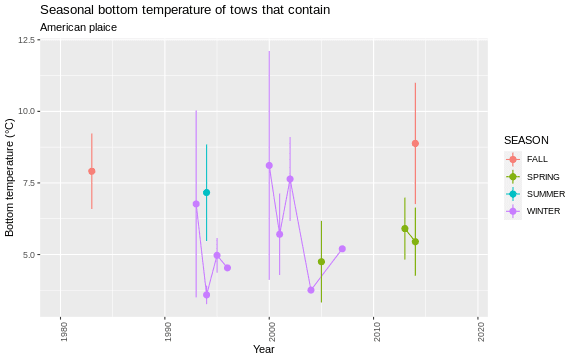 Seasonal bottom temperature of tows that contain
American plaice
12.5
10.0
7.5
5.0
Bottom temperature (°C)
1980
1990
2000
2010
2020
Year
SEASON
FALL
SPRING
SUMMER
WINTER